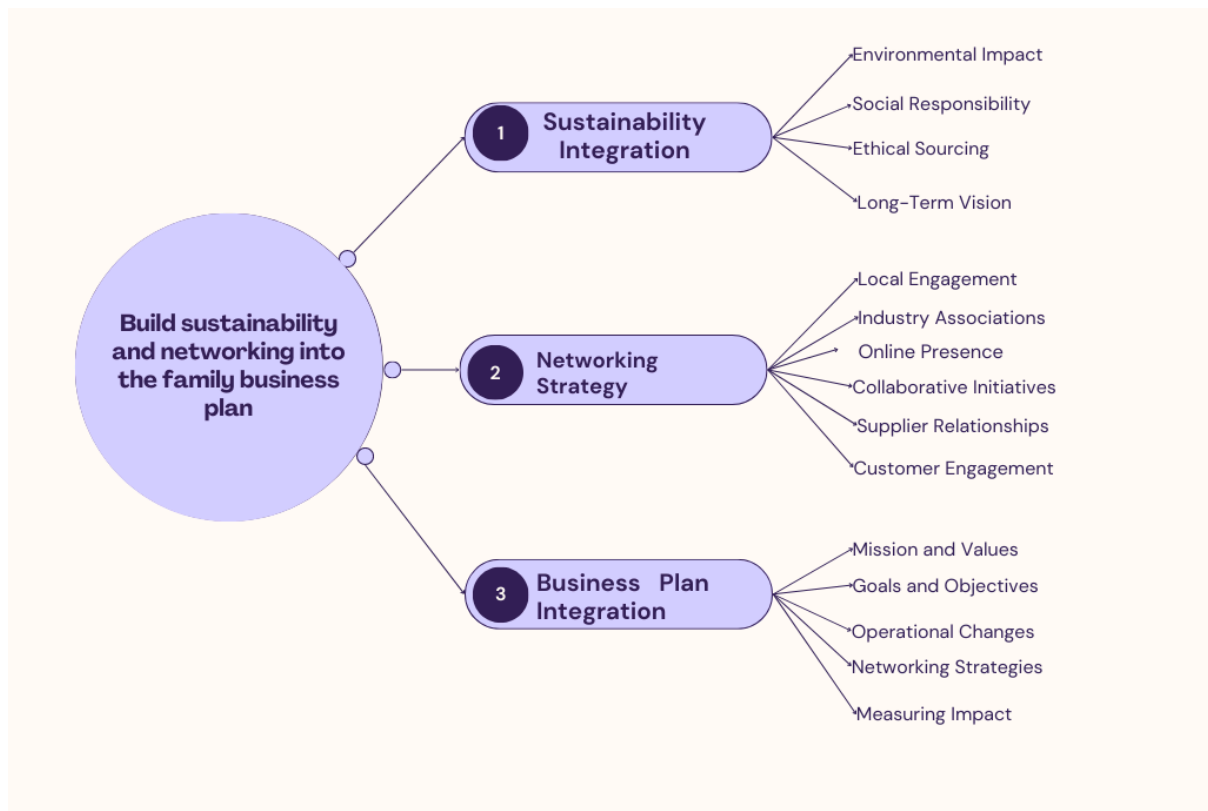 Build sustainability
and networking into
the family business
plan
1
Sustainability
Integration
Environmental Impact
Social Responsibility
Ethical Sourcing
Long-Term Vision
2
Networking
Strategy
Local Engagement
Industry Associations
Online Presence
Collaborative Initiatives
Supplier Relationships
Customer Engagement
3
Business Plan
Integration
Mission and Values
Goals and Objectives
Operational Changes
Networking Strategies
Measuring Impact